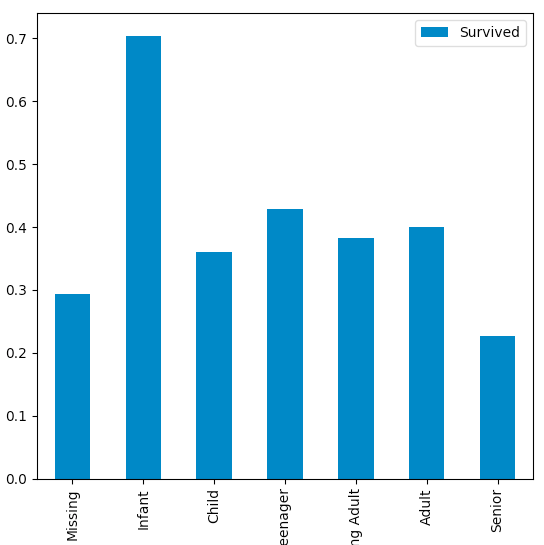 Survived
0.7
0.6
0.5
0.4
0.3
0.2
0.1
0.0
Missing
Infant
Child
eenager
ng Adult
Adult
Senior